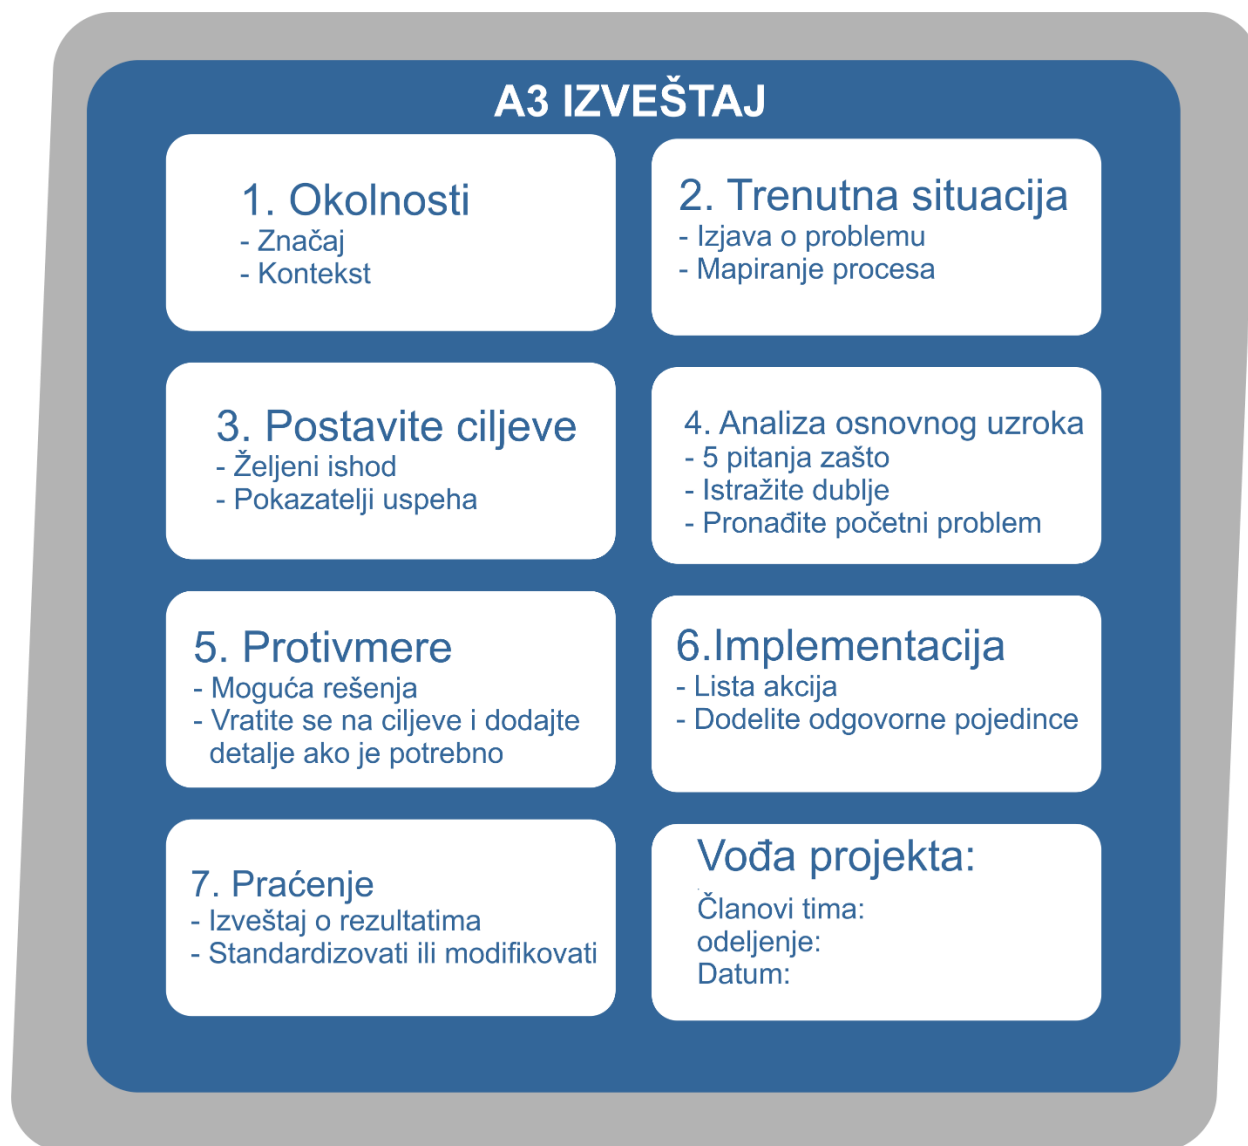 A3 IZVEŠTAJ
1. Okolnosti
- Značaj
- Kontekst
2. Trenutna situacija
- Izjava o problemu
- Mapiranje procesa
3. Postavite ciljeve
- Željeni ishod
- Pokazatelji uspeha
4. Analiza osnovnog uzroka
- 5 pitanja zašto
- Istražite dublje
- Pronađite početni problem
5. Protivmere
- Moguća rešenja
- Vratite se na ciljeve i dodajte
detalje ako je potrebno
6.Implementacija
- Lista akcija
- Dodelite odgovorne pojedince
7. Praćenje
- Izveštaj o rezultatima
- Standardizovati ili modifikovati
Vođa projekta:
Članovi tima:
odeljenje:
Datum: